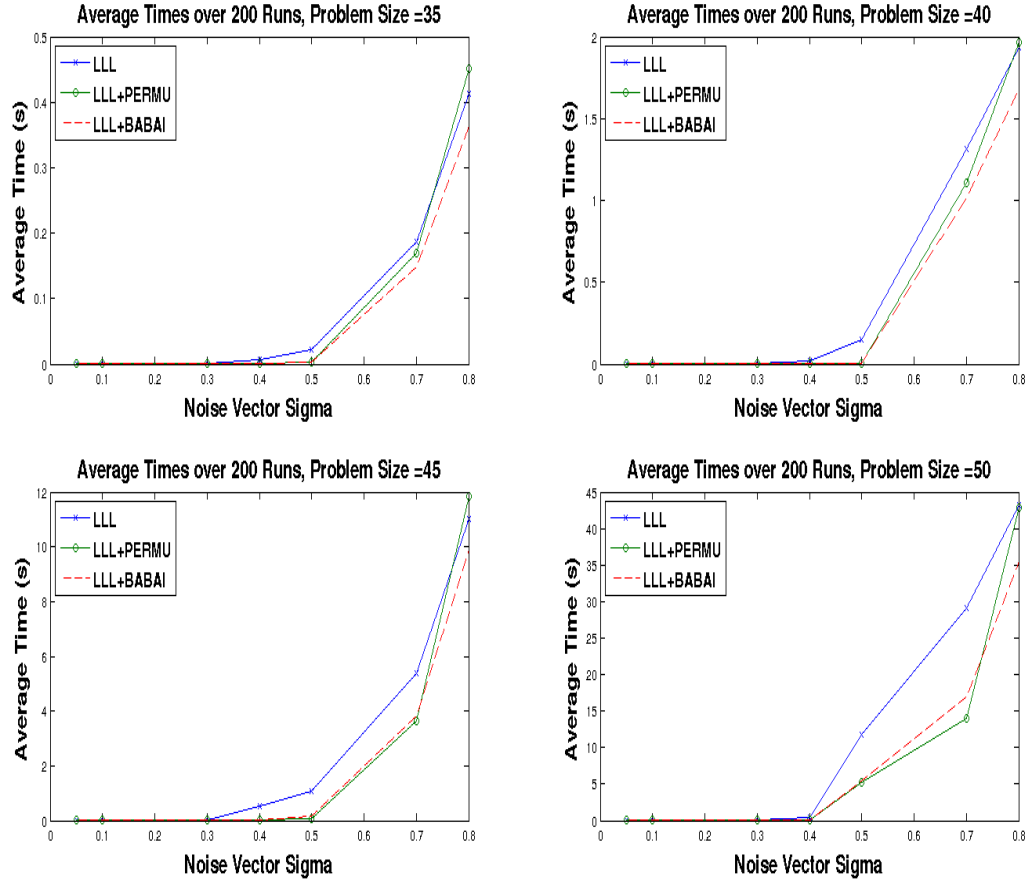 Average Times over 200 Runs, Problem Size =35
0.5
0.4
0.3
0.2
0.1
0
Average Time (s)
LLL
LLL+PERMU
LLL+BABAI
0 0.1 0.2 0.3 0.4 0.5 0.6 0.7 0.8
Noise Vector Sigma
Average Times over 200 Runs, Problem Size =40
2
1.5
1
0.5
0
Average Time (s)
LLL
LLL+PERMU
LLL+BABAI
0 0.1 0.2 0.3 0.4 0.5 0.6 0.7 0.8
Noise Vector Sigma
Average Times over 200 Runs, Problem Size =45
12
10
8
6
4
2
0
Average Time (s)
LLL
LLL+PERMU
LLL+BABAI
0 0.1 0.2 0.3 0.4 0.5 0.6 0.7 0.8
Noise Vector Sigma
Average Times over 200 Runs, Problem Size =50
45
40
35
30
25
20
15
10
5
0
Average Time (s)
LLL
LLL+PERMU
LLL+BABAI
0 0.1 0.2 0.3 0.4 0.5 0.6 0.7 0.8
Noise Vector Sigma